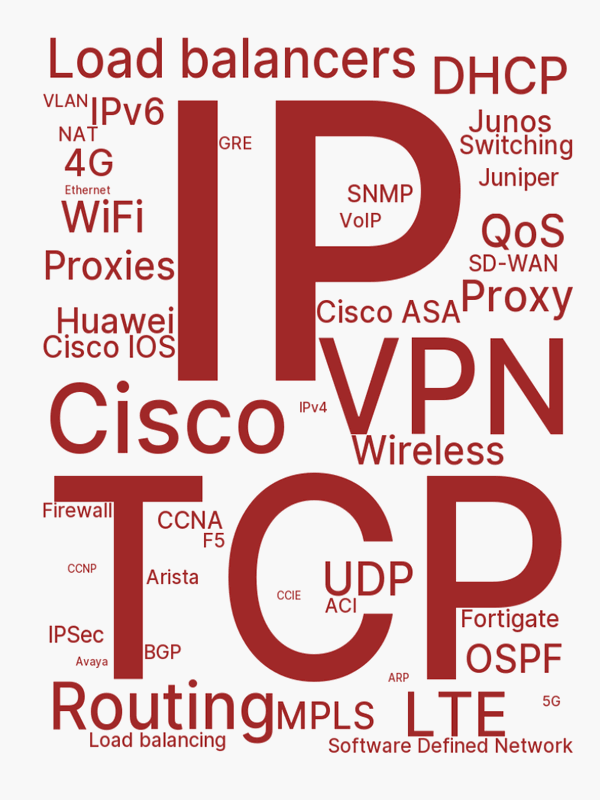 Load balancers
DHCP
VLAN
IPv6
IP
NAT
GRE
Junos
Switching
4G
Juniper
Ethernet
SNMP
WiFi
VoIP
QoS
Proxies
SD-WAN
Proxy
Huawei
Cisco ASA
Cisco IOS
VPN
Cisco
IPv4
Wireless
TCP
Firewall
CCNA
F5
CCNP
Arista
UDP
CCIE
ACI
Fortigate
IPSec
BGP
Avaya
OSPF
ARP
Routing
MPLS
LTE
5G
Load balancing
Software Defined Network